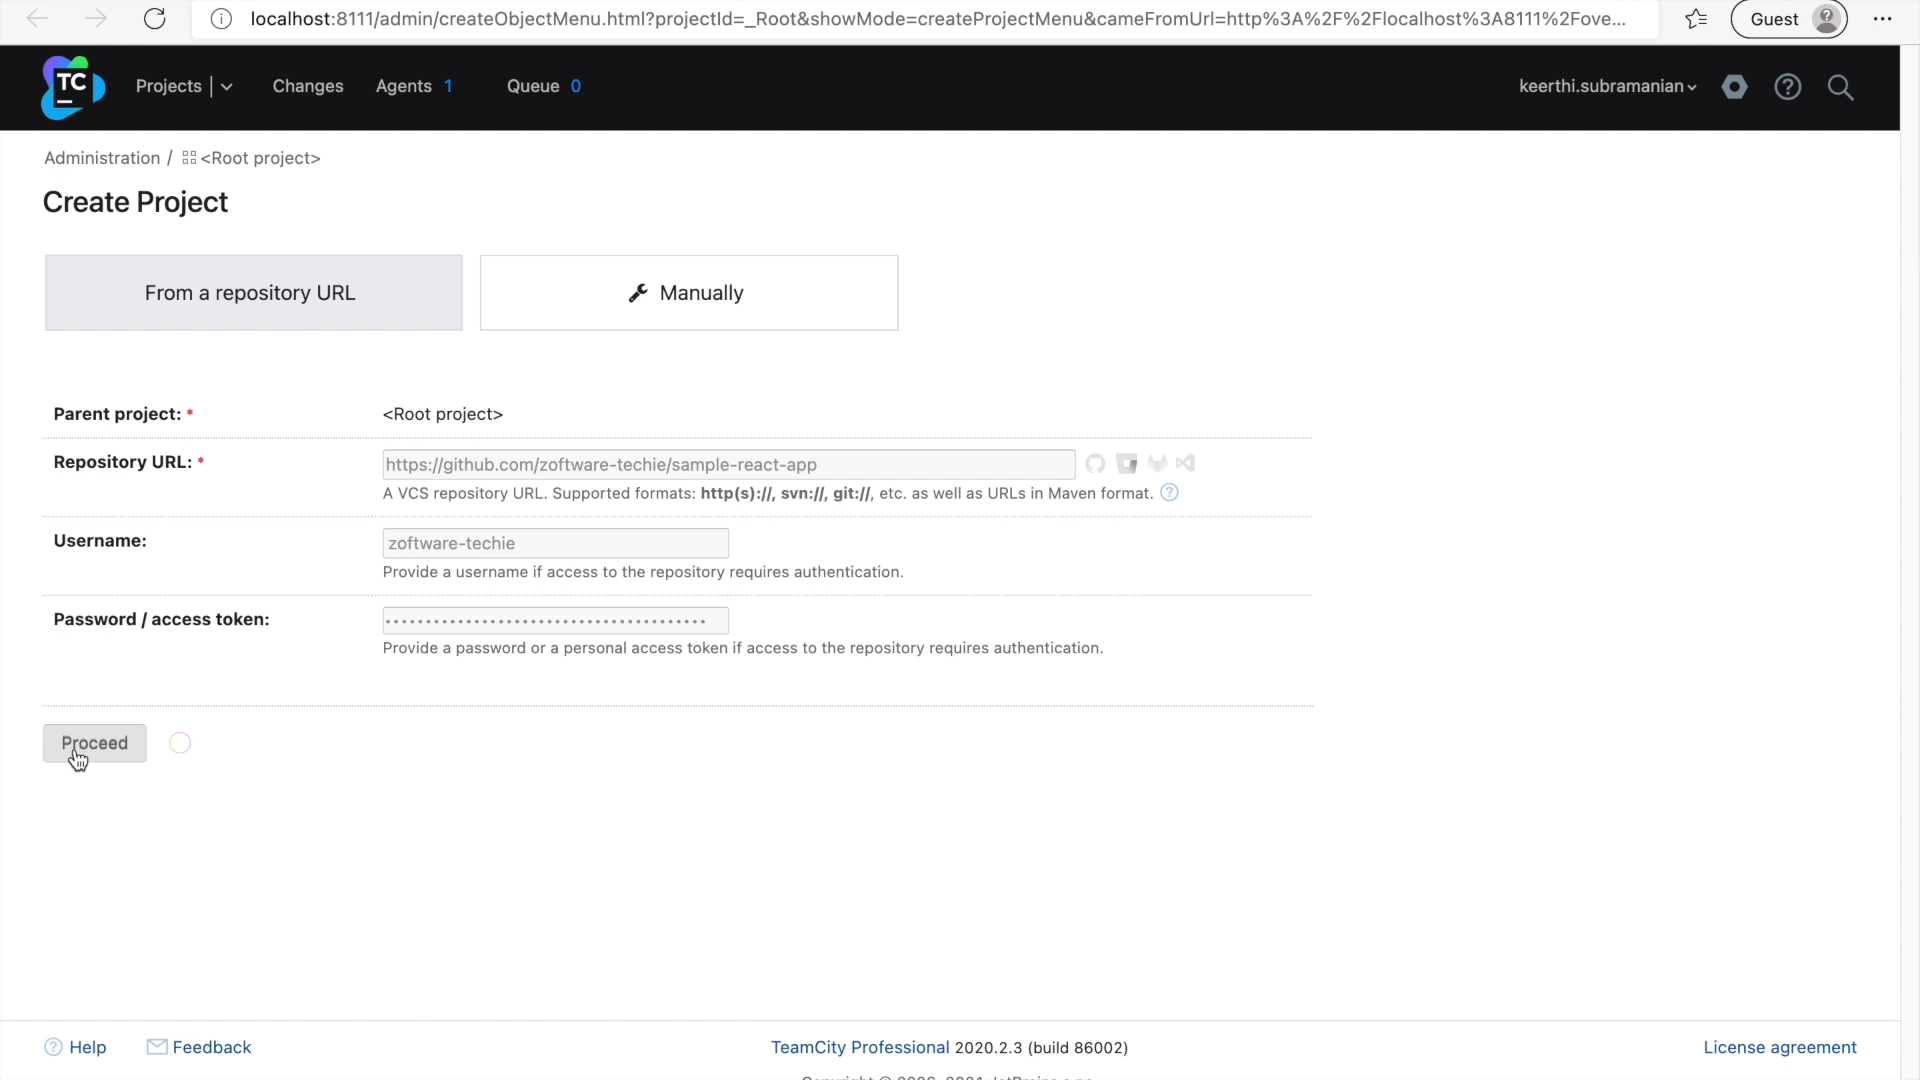 localhost:8111/admin/createObjectMenu.html?projectId=_Root&showMode=createProjectMenu&cameFromUrl=http%3A%2F%2Flocalhost%3A8111%2Fove...
Guest
TC
Projects
Changes
Agents 1
Queue 0
keerthi.subramanian
Administration / <Root project>
Create Project
From a repository URL
Manually
Parent project: * <Root project>
Repository URL: * https://github.com/zoftware-techie/sample-react-app
A VCS repository URL. Supported formats: http(s)://, svn://, git://, etc. as well as URLs in Maven format.
Username: zoftware-techie
Provide a username if access to the repository requires authentication.
Password / access token:
Provide a password or a personal access token if access to the repository requires authentication.
Proceed
Help
Feedback
TeamCity Professional 2020.2.3 (build 86002)
License agreement